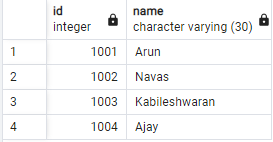 id name
integer character varying (30)
1 1001 Arun
2 1002 Navas
3 1003 Kabileshwaran
4 1004 Ajay